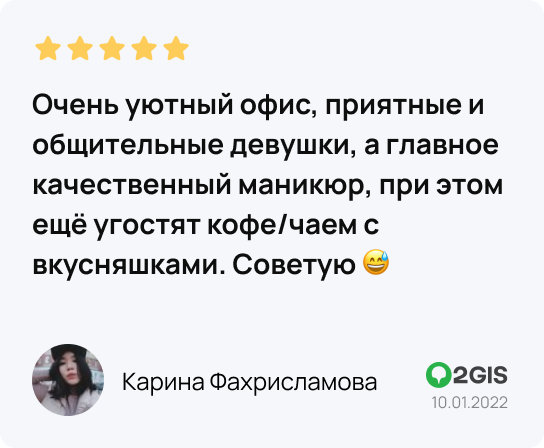 Очень уютный офис, приятные и
общительные девушки, а главное
качественный маникюр, при этом
ещё угостят кофе/чаем с
вкусняшками. Советую 😅
Карина Фахрисламова
2GIS
10.01.2022